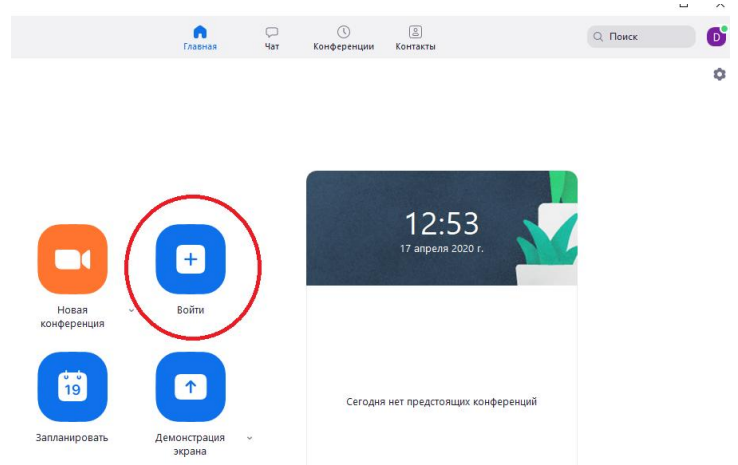 Главная
Чат
Конференции
Контакты
Поиск
D
12:53
17 апреля 2020 г.
Новая
конференция
Войти
19
Запланировать
Демонстрация
экрана
Сегодня нет предстоящих конференций